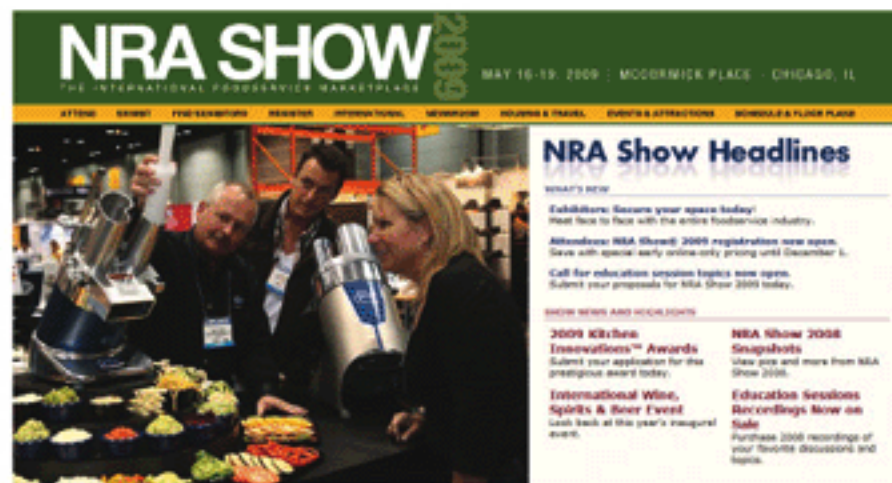 NRA SHOW 2009
THE INTERNATIONAL FOODSERVICE MARKETPLACE
MAY 16-19, 2009 | MCCORMICK PLACE · CHICAGO, IL
ATTEND EXHIBIT FIND EXHIBITORS REGISTER INTERNATIONAL NEWSROOM HOUSING & TRAVEL EVENTS & ATTRACTIONS SCHEDULE & FLOOR PLANS
NRA Show Headlines
WHAT'S NEW
Exhibitors: Secure your space today!
Meet face to face with the entire foodservice industry.
Attendees: NRA Show® 2009 registration now open.
Save with special early online-only pricing until December 1.
Call for education session topics now open.
Submit your proposals for NRA Show 2009 today.
SHOW NEWS AND HIGHLIGHTS
2009 Kitchen
Innovations™ Awards
Submit your application for this
prestigious award today.
NRA Show 2008
Snapshots
View pics and more from NRA
Show 2008.
International Wine,
Spirits & Beer Event
Look back at this year's inaugural
event.
Education Sessions
Recordings Now on
Sale
Purchase 2008 recordings of
your favorite discussions and
topics.